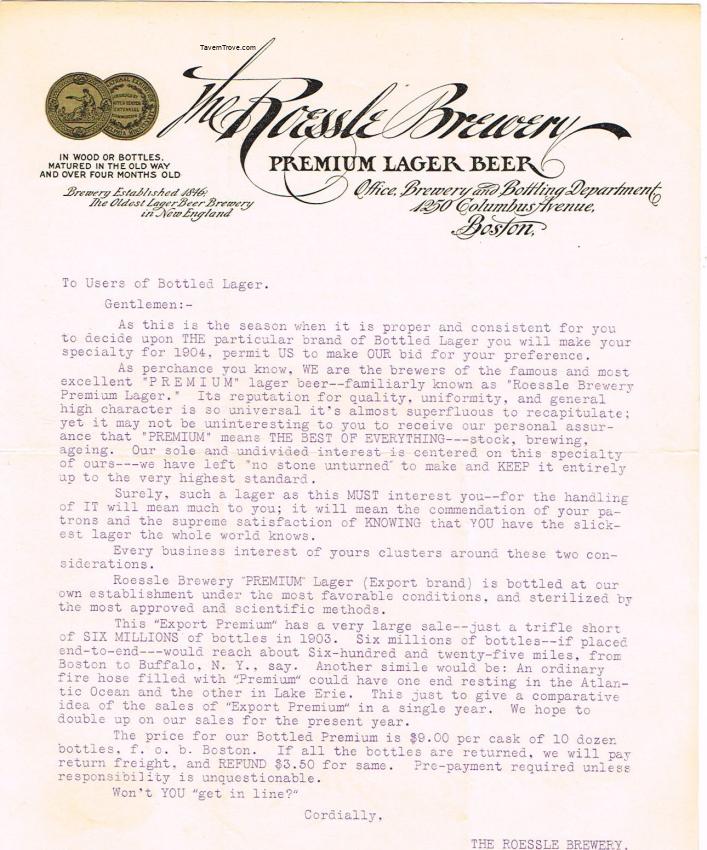 TavernTrove.com
The Roessle Brewery
PREMIUM LAGER BEER
IN WOOD OR BOTTLES.
MATURED IN THE OLD WAY
AND OVER FOUR MONTHS OLD
Brewery Established 1846;
The Oldest Lager Beer Brewery
in New England
Office, Brewery and Bottling Department,
1250 Columbus Avenue,
Boston,
To Users of Bottled Lager.
Gentlemen:-
As this is the season when it is proper and consistent for you
to decide upon THE particular brand of Bottled Lager you will make your
specialty for 1904, permit US to make OUR bid for your preference.
As perchance you know, WE are the brewers of the famous and most
excellent "PREMIUM" lager beer--familiarly known as "Roessle Brewery
Premium Lager." Its reputation for quality, uniformity, and general
high character is so universal it's almost superfluous to recapitulate;
yet it may not be uninteresting to you to receive our personal assur-
ance that "PREMIUM" means THE BEST OF EVERYTHING---stock, brewing,
ageing. Our sole and undivided interest is centered on this specialty
of ours---we have left "no stone unturned" to make and KEEP it entirely
up to the very highest standard.
Surely, such a lager as this MUST interest you--for the handling
of IT will mean much to you; it will mean the commendation of your pa-
trons and the supreme satisfaction of KNOWING that YOU have the slick-
est lager the whole world knows.
Every business interest of yours clusters around these two con-
siderations.
Roessle Brewery "PREMIUM" Lager (Export brand) is bottled at our
own establishment under the most favorable conditions, and sterilized by
the most approved and scientific methods.
This "Export Premium" has a very large sale--just a trifle short
of SIX MILLIONS of bottles in 1903. Six millions of bottles--if placed
end-to-end---would reach about Six-hundred and twenty-five miles, from
Boston to Buffalo, N. Y., say. Another simile would be: An ordinary
fire hose filled with "Premium" could have one end resting in the Atlan-
tic Ocean and the other in Lake Erie. This just to give a comparative
idea of the sales of "Export Premium" in a single year. We hope to
double up on our sales for the present year.
The price for our Bottled Premium is $9.00 per cask of 10 dozen
bottles, f. o. b. Boston. If all the bottles are returned, we will pay
return freight, and REFUND $3.50 for same. Pre-payment required unless
responsibility is unquestionable.
Won't YOU "get in line?"
Cordially,
THE ROESSLE BREWERY.